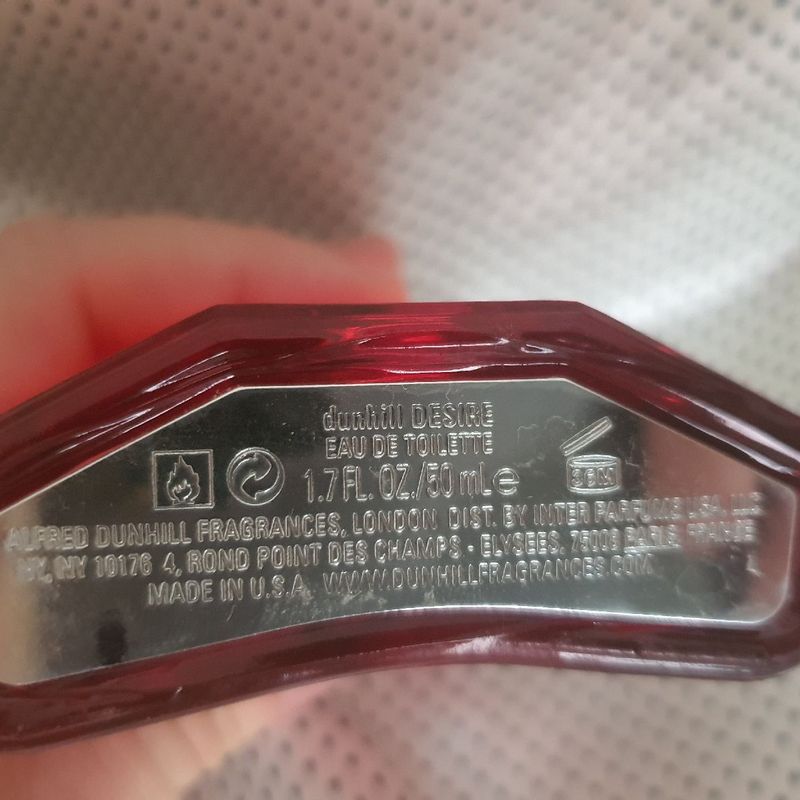 dunhill DESIRE
EAU DE TOILETTE
1.7 FL. OZ./50 mL e
36M
ALFRED DUNHILL FRAGRANCES, LONDON DIST. BY INTER PARFUMS USA, LLC
NY, NY 10176 4, ROND POINT DES CHAMPS - ELYSEES, 75008 PARIS, FRANCE
MADE IN U.S.A. WWW.DUNHILLFRAGRANCES.COM